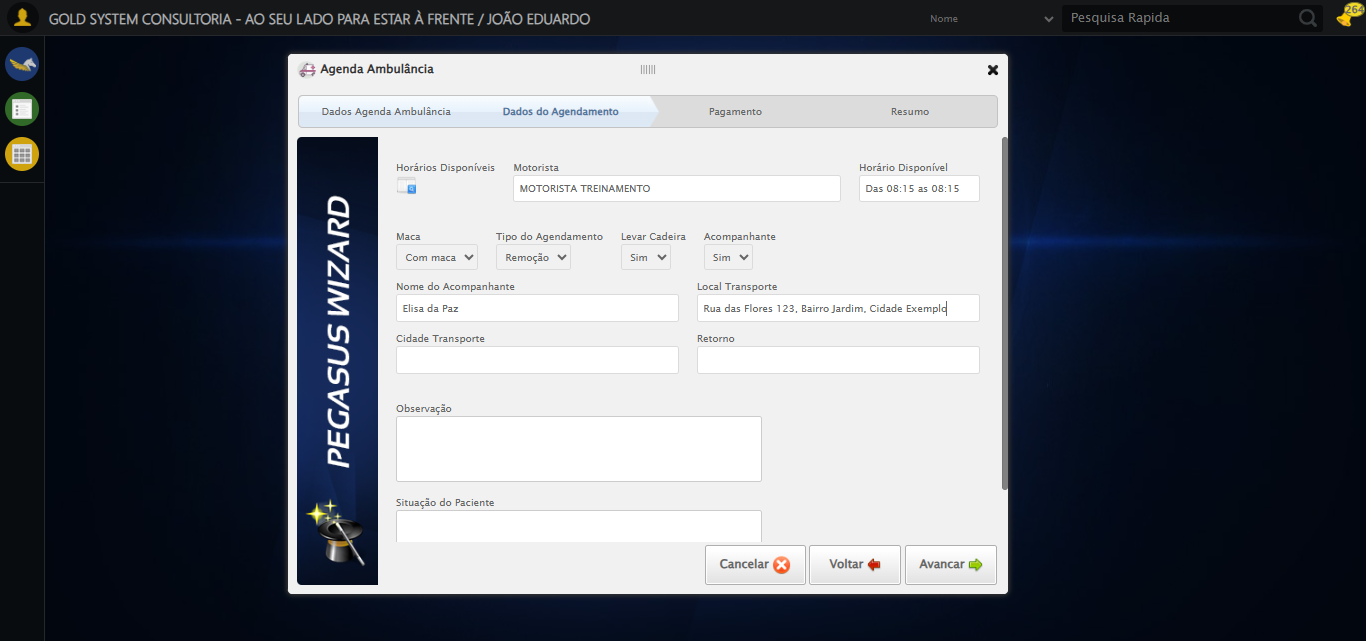 GOLD SYSTEM CONSULTORIA - AO SEU LADO PARA ESTAR À FRENTE / JOÃO EDUARDO
Nome
Pesquisa Rapida
264
Agenda Ambulância
Dados Agenda Ambulância
Dados do Agendamento
Pagamento
Resumo
PEGASUS WIZARD
Horários Disponíveis
Motorista
Horário Disponível
MOTORISTA TREINAMENTO
Das 08:15 as 08:15
Maca
Tipo do Agendamento
Levar Cadeira
Acompanhante
Com maca
Remoção
Sim
Sim
Nome do Acompanhante
Local Transporte
Elisa da Paz
Rua das Flores 123, Bairro Jardim, Cidade Exemplo
Cidade Transporte
Retorno
Observação
Situação do Paciente
Cancelar
Voltar
Avancar